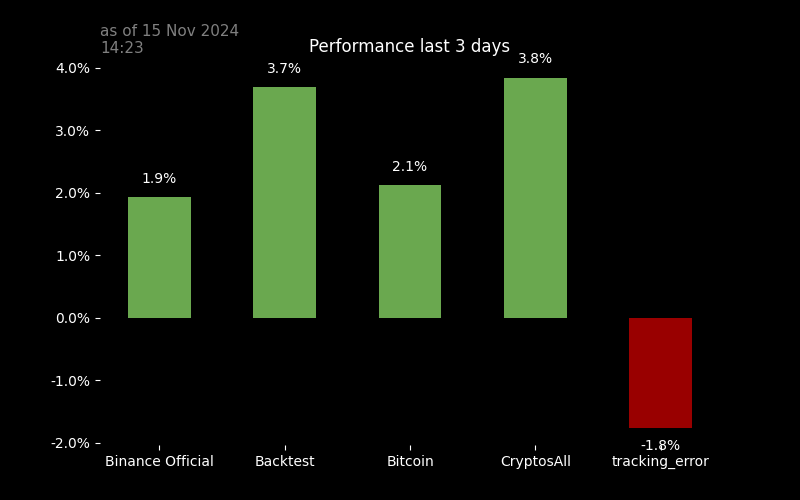 as of 15 Nov 2024
14:23
Performance last 3 days
4.0%
3.0%
2.0%
1.0%
0.0%
-1.0%
-2.0%
1.9%
3.7%
2.1%
3.8%
-1.8%
Binance Official
Backtest
Bitcoin
CryptosAll
tracking_error